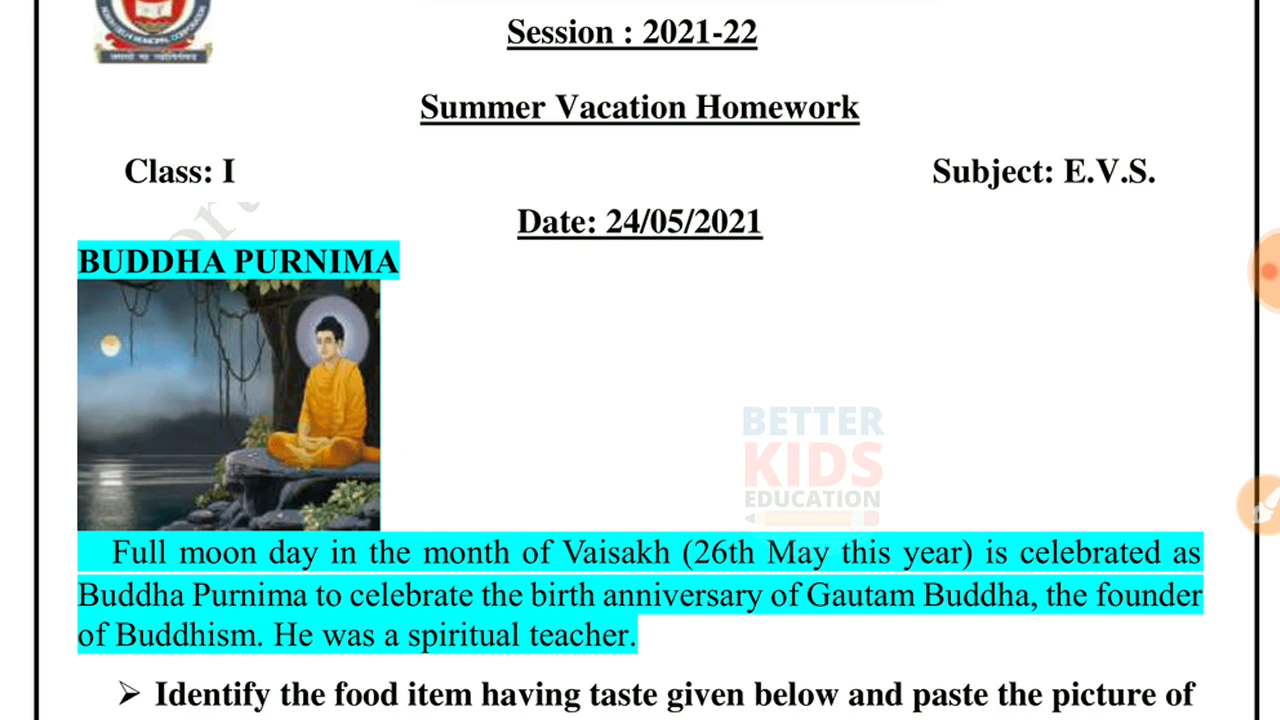 Session : 2021-22
Summer Vacation Homework
Class: I
Subject: E.V.S.
Date: 24/05/2021
BUDDHA PURNIMA
BETTER
KIDS
EDUCATION
Full moon day in the month of Vaisakh (26th May this year) is celebrated as
Buddha Purnima to celebrate the birth anniversary of Gautam Buddha, the founder
of Buddhism. He was a spiritual teacher.
➢ Identify the food item having taste given below and paste the picture of